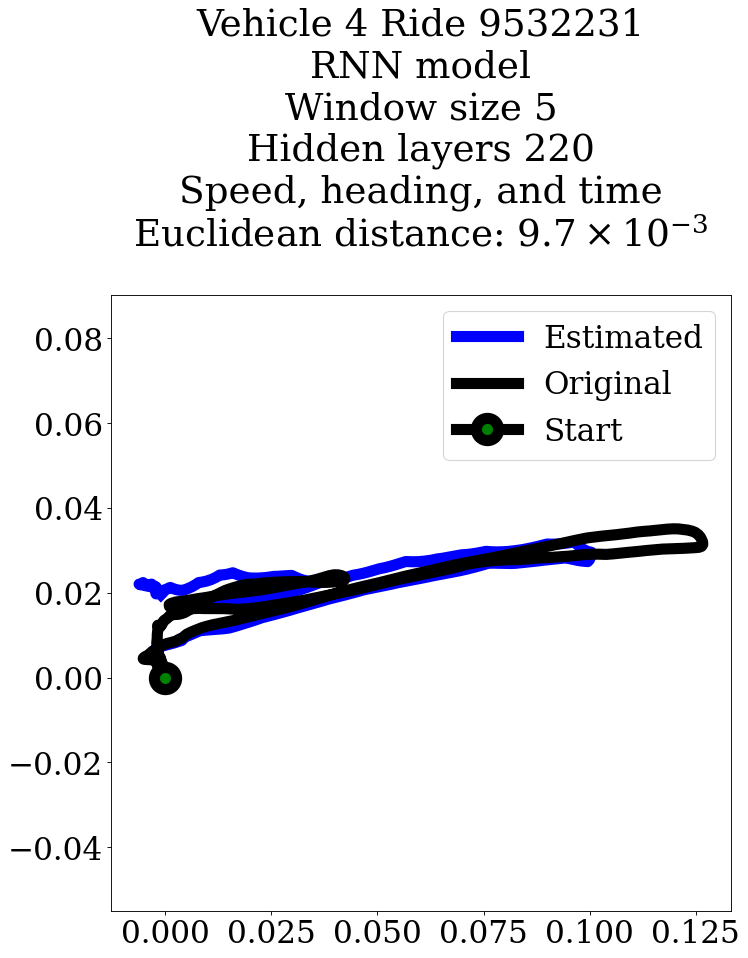 Vehicle 4 Ride 9532231
RNN model
Window size 5
Hidden layers 220
Speed, heading, and time
Euclidean distance: 9.7 × 10⁻³
Estimated
Original
Start
0.08
0.06
0.04
0.02
0.00
−0.02
−0.04
0.000 0.025 0.050 0.075 0.100 0.125